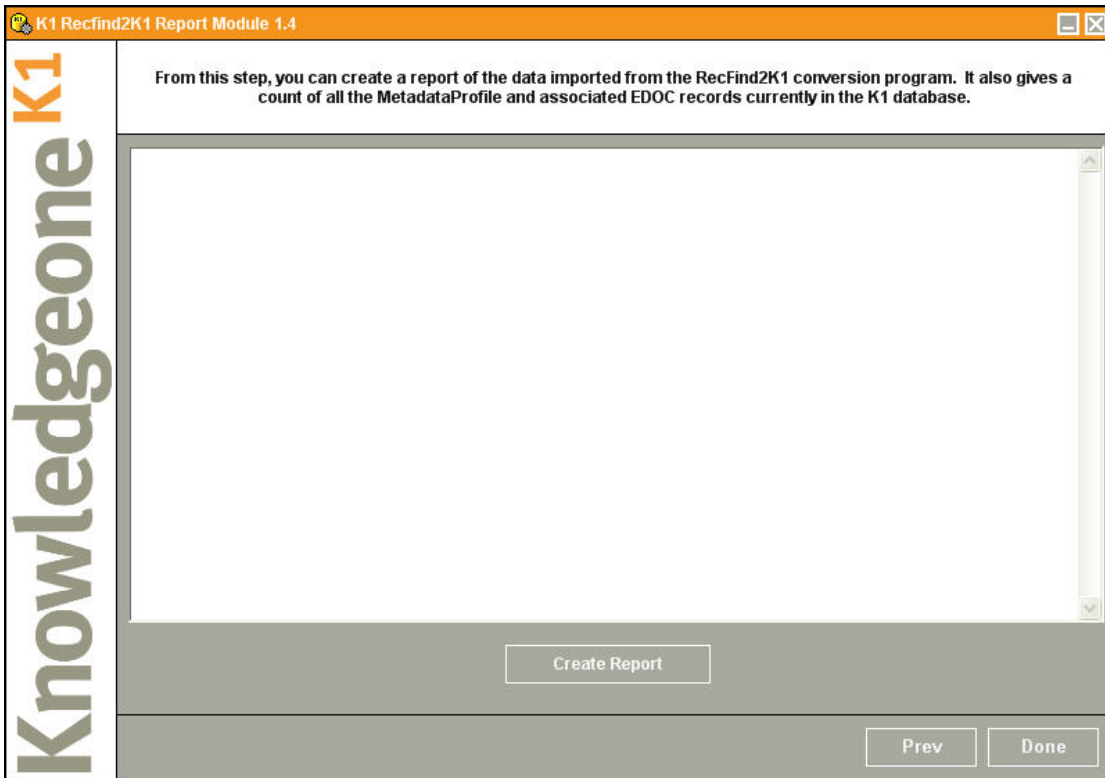 K1 Recfind2K1 Report Module 1.4
Knowledgeone K1
From this step, you can create a report of the data imported from the RecFind2K1 conversion program. It also gives a
count of all the MetadataProfile and associated EDOC records currently in the K1 database.
Create Report
Prev
Done